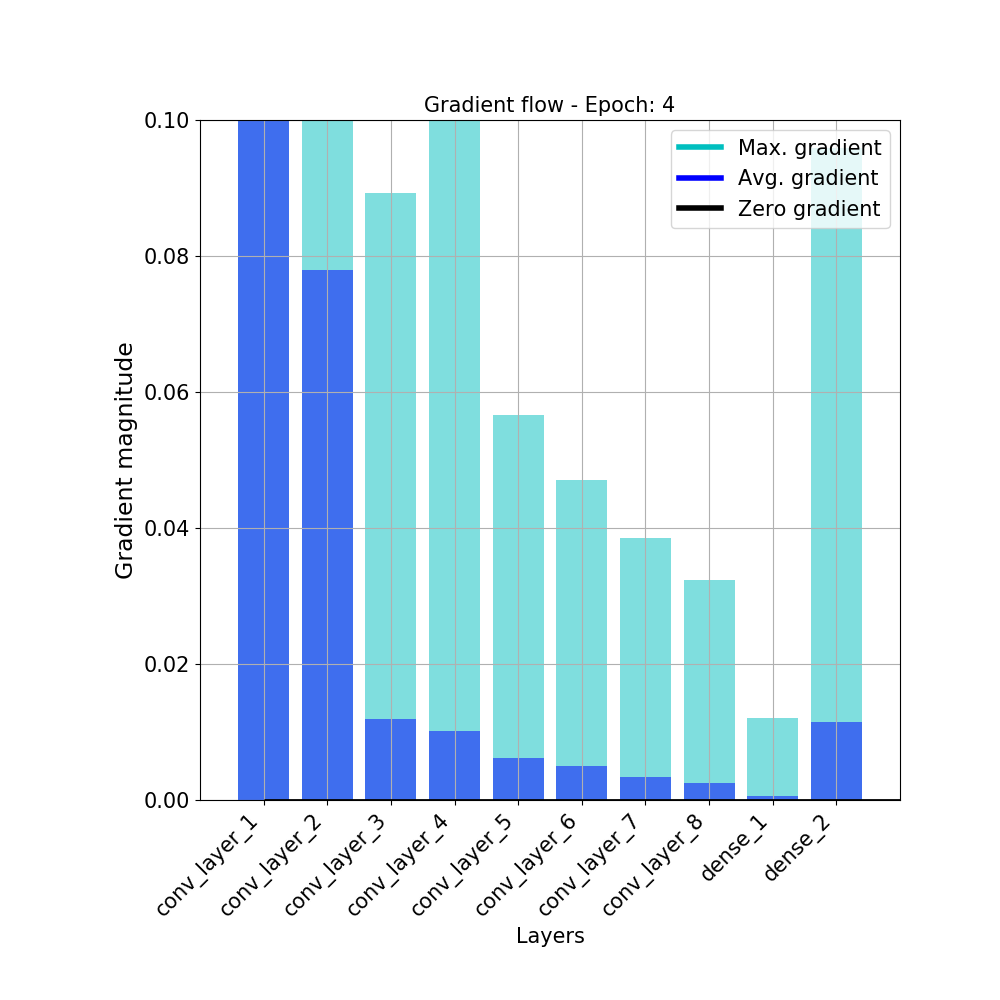 Gradient flow - Epoch: 4
Max. gradient
Avg. gradient
Zero gradient
Gradient magnitude
0.10
0.08
0.06
0.04
0.02
0.00
conv_layer_1
conv_layer_2
conv_layer_3
conv_layer_4
conv_layer_5
conv_layer_6
conv_layer_7
conv_layer_8
dense_1
dense_2
Layers